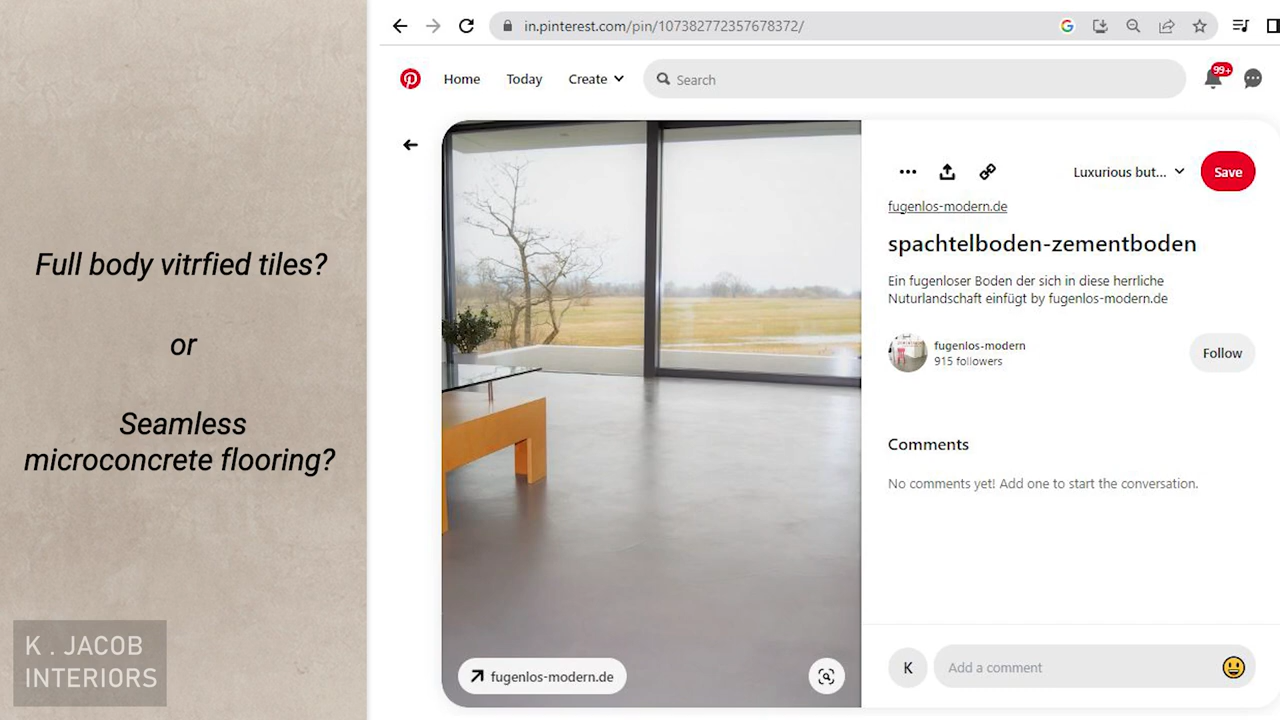 Full body vitrfied tiles?
or
Seamless
microconcrete flooring?
K . JACOB
INTERIORS
in.pinterest.com/pin/107382772357678372/
Home
Today
Create
Search
99+
Luxurious but...
Save
fugenlos-modern.de
spachtelboden-zementboden
Ein fugenloser Boden der sich in diese herrliche
Nuturlandschaft einfügt by fugenlos-modern.de
fugenlos-modern
915 followers
Follow
Comments
No comments yet! Add one to start the conversation.
fugenlos-modern.de
K
Add a comment